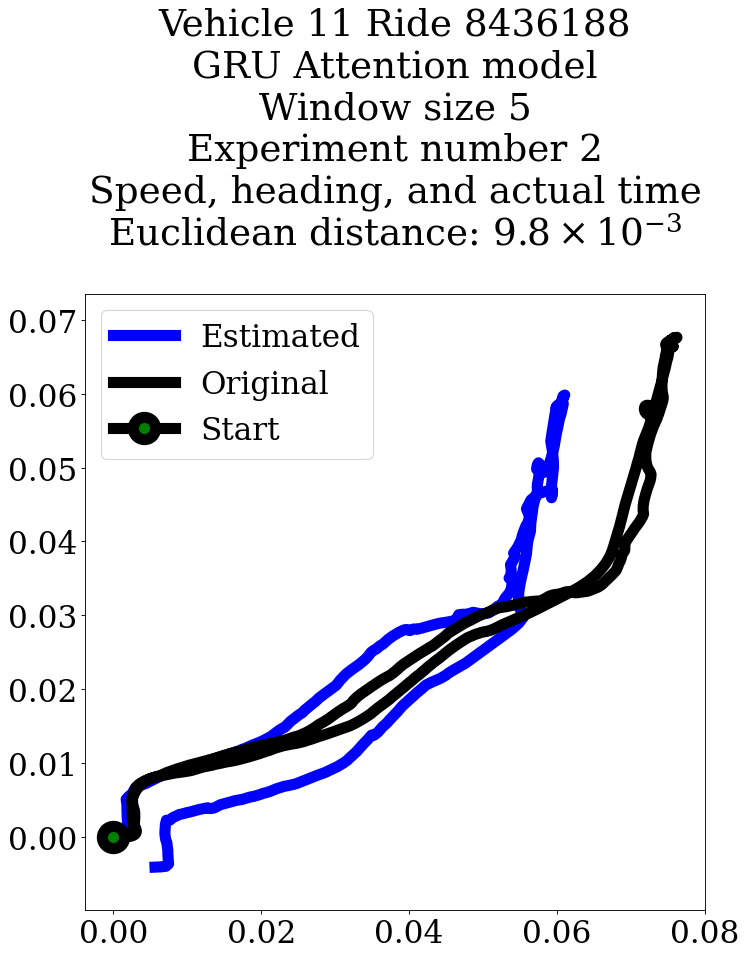 Vehicle 11 Ride 8436188
GRU Attention model
Window size 5
Experiment number 2
Speed, heading, and actual time
Euclidean distance: 9.8 × 10⁻³
Estimated
Original
Start
0.07
0.06
0.05
0.04
0.03
0.02
0.01
0.00
0.00 0.02 0.04 0.06 0.08